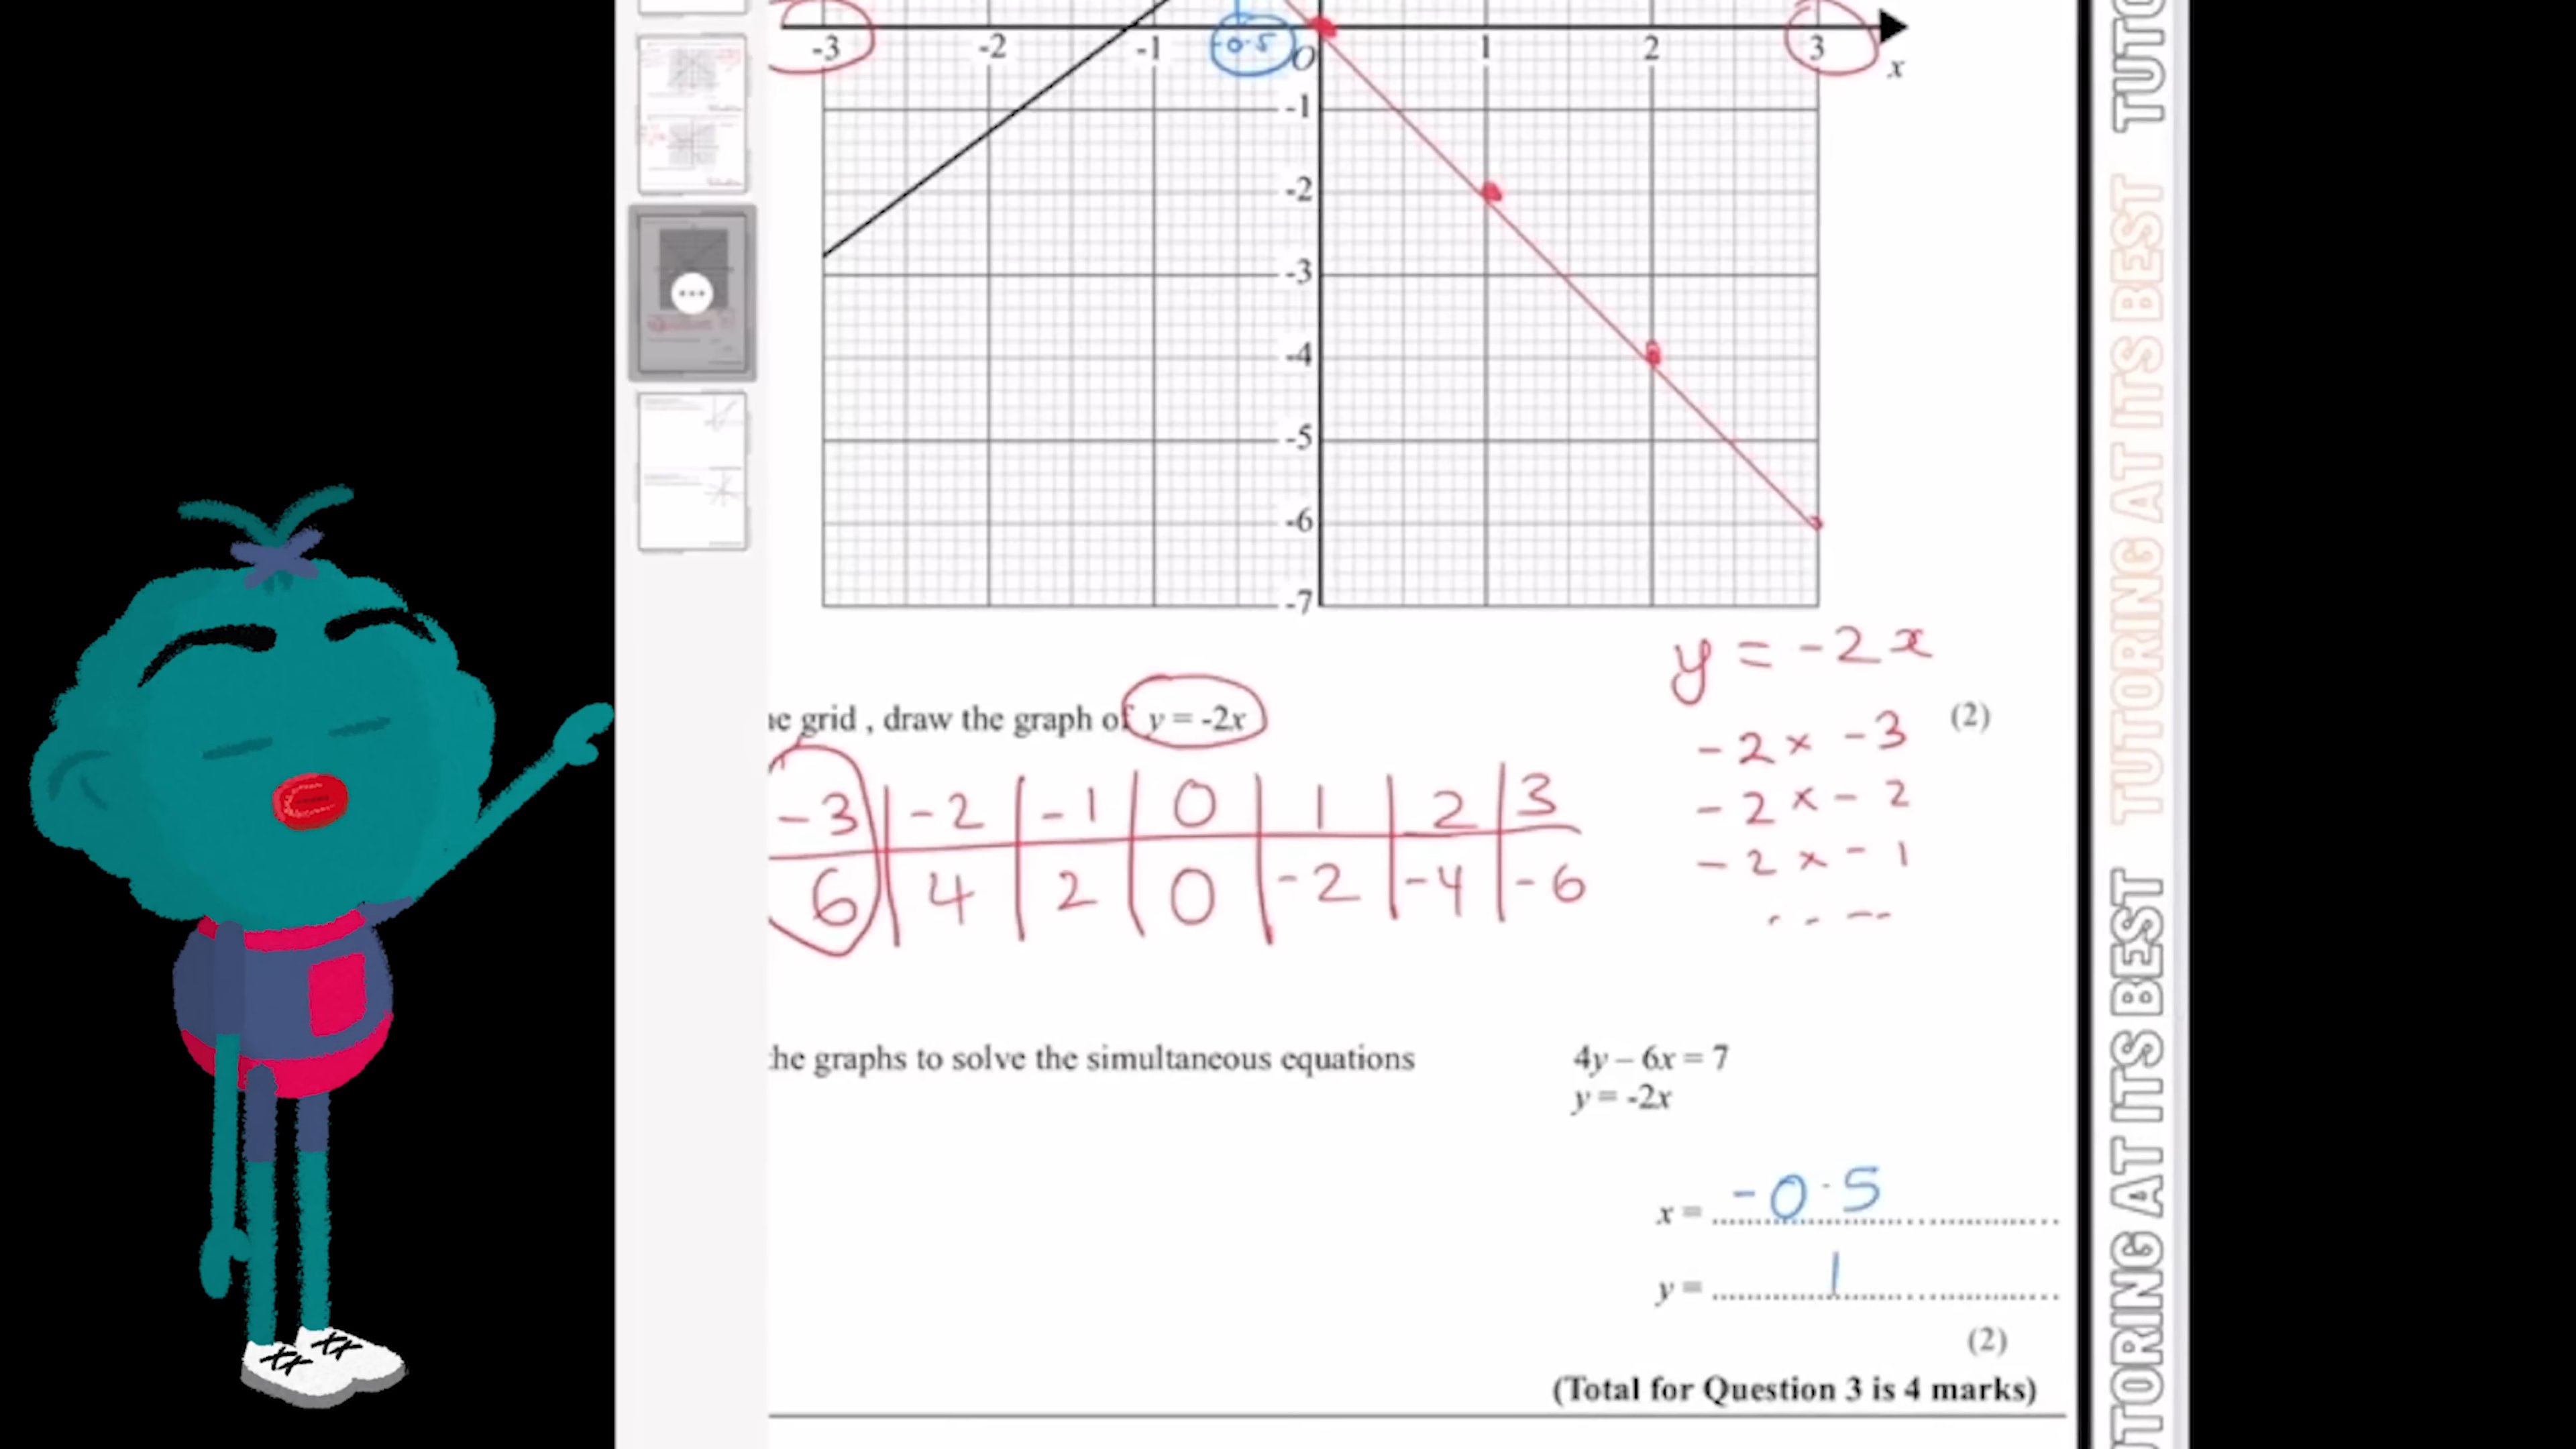 -3 -2 -1 -0.5 O 1 2 3 x
-1
-2
-3
-4
-5
-6
-7
y = -2x
grid , draw the graph of y = -2x (2)
-2 x -3
-2 x - 2
-2 x - 1
-3 | -2 | -1 | 0 | 1 | 2 | 3
6 | 4 | 2 | 0 | -2 | -4 | -6
graphs to solve the simultaneous equations 4y – 6x = 7
y = -2x
x = -0.5
y = 1
(2)
(Total for Question 3 is 4 marks)
TUTORING AT ITS BEST
TUTORING AT ITS BEST